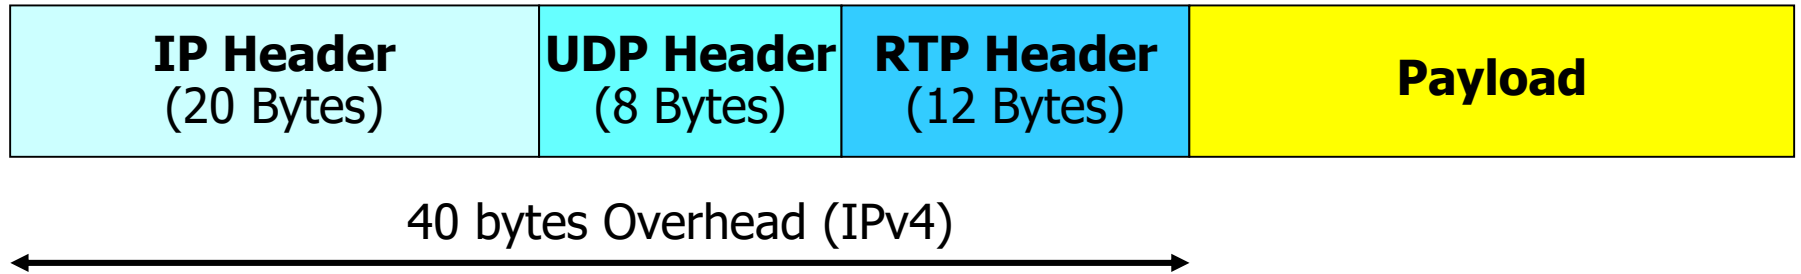 IP Header
(20 Bytes)
UDP Header
(8 Bytes)
RTP Header
(12 Bytes)
Payload
40 bytes Overhead (IPv4)